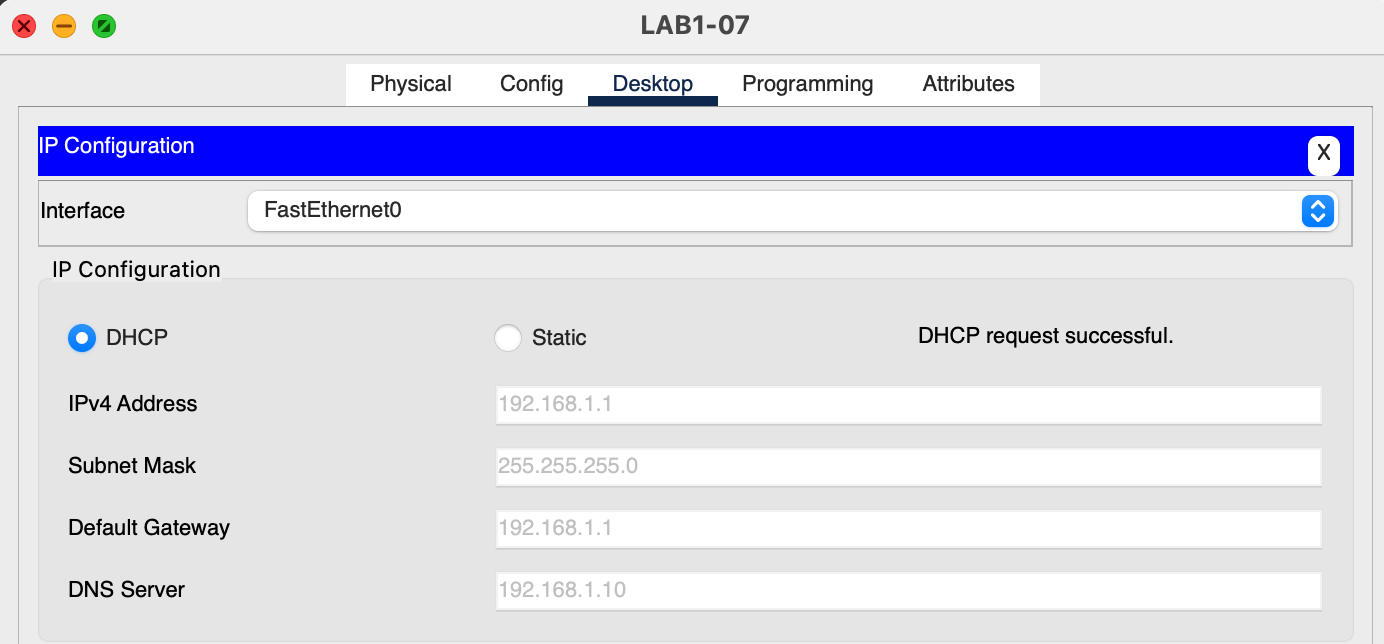 LAB1-07
Physical Config Desktop Programming Attributes
IP Configuration X
Interface FastEthernet0
IP Configuration
DHCP Static DHCP request successful.
IPv4 Address 192.168.1.1
Subnet Mask 255.255.255.0
Default Gateway 192.168.1.1
DNS Server 192.168.1.10